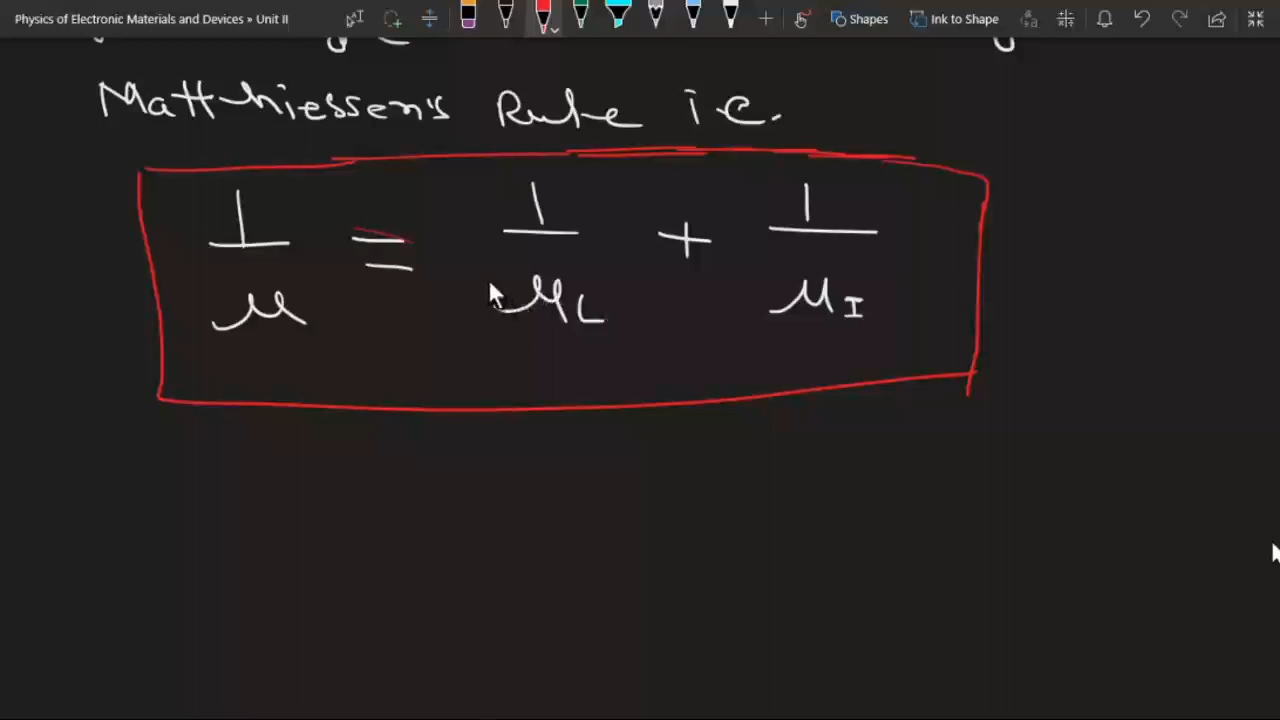 Physics of Electronic Materials and Devices » Unit II
Shapes
Ink to Shape
Matthiessen's Rule i.e.
1/μ = 1/μL + 1/μI